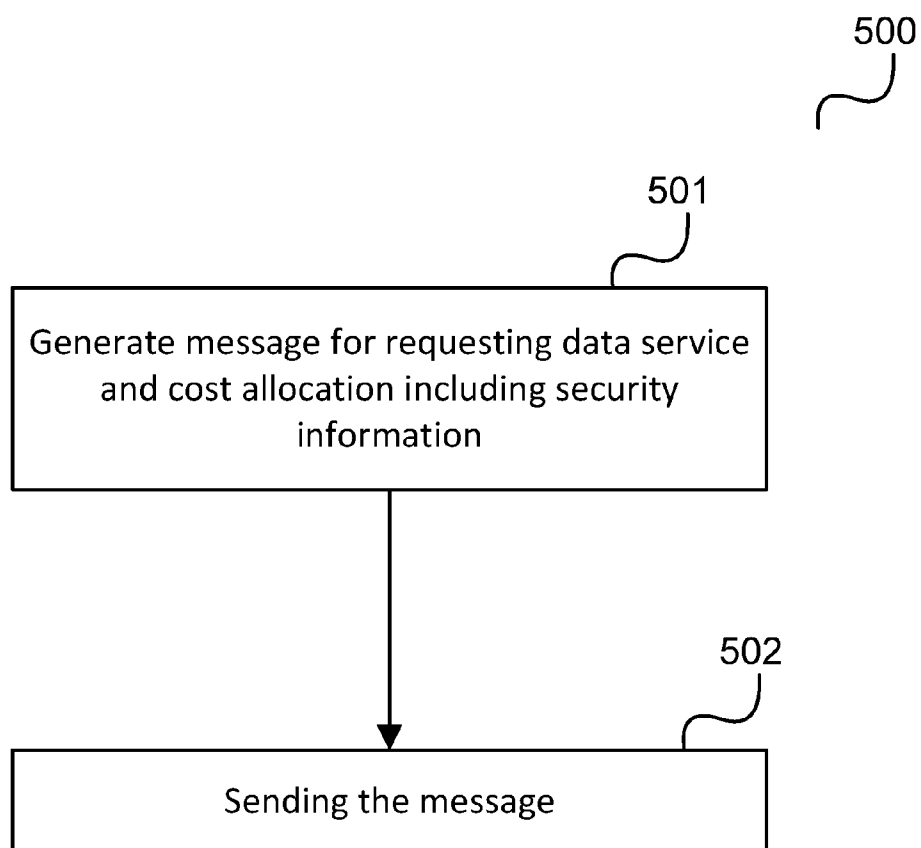 500
501
Generate message for requesting data service
and cost allocation including security
information
502
Sending the message